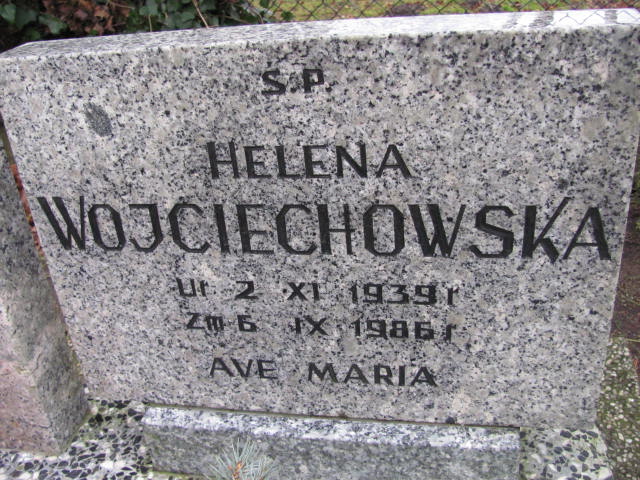 S.P.
HELENA
WOJCIECHOWSKA
Ur 2 XI 1939 r
Zm 6 IX 1986 r
AVE MARIA